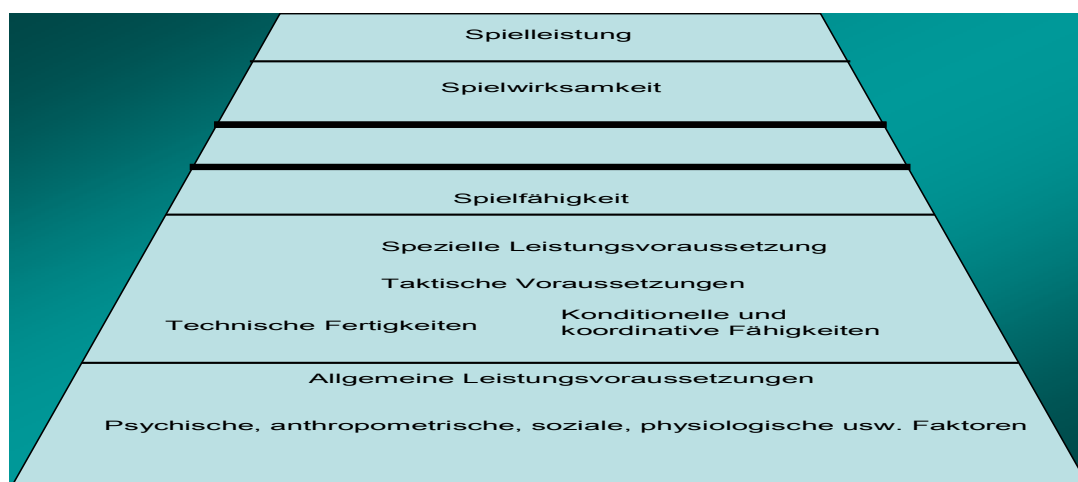 Spielleistung
Spielwirksamkeit
Spielfähigkeit
Spezielle Leistungsvoraussetzung
Taktische Voraussetzungen
Technische Fertigkeiten
Konditionelle und
koordinative Fähigkeiten
Allgemeine Leistungsvoraussetzungen
Psychische, anthropometrische, soziale, physiologische usw. Faktoren